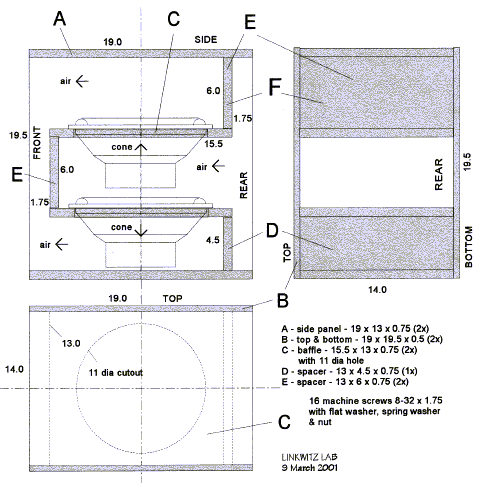 A
C
E
19.0
SIDE
air
6.0
F
1.75
19.5
FRONT
cone
15.5
air
E
6.0
REAR
REAR
19.5
1.75
cone
D
4.5
air
TOP
BOTTOM
14.0
19.0
TOP
B
13.0
14.0
11 dia cutout
C
A - side panel - 19 x 13 x 0.75 (2x)
B - top & bottom - 19 x 19.5 x 0.5 (2x)
C - baffle - 15.5 x 13 x 0.75 (2x)
with 11 dia hole
D - spacer - 13 x 4.5 x 0.75 (1x)
E - spacer - 13 x 6 x 0.75 (2x)
16 machine screws 8-32 x 1.75
with flat washer, spring washer
& nut
LINKWITZ LAB
9 March 2001